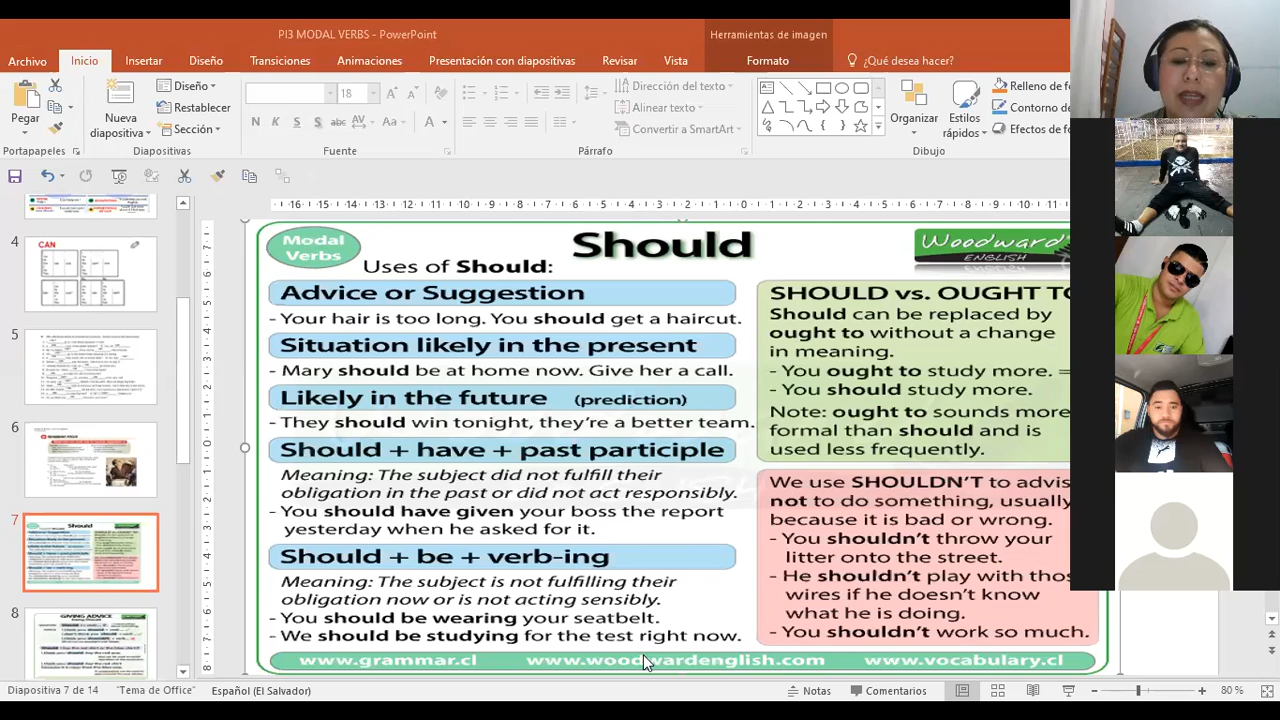 PI3 MODAL VERBS - PowerPoint
Herramientas de imagen
Archivo
Inicio
Insertar
Diseño
Transiciones
Animaciones
Presentación con diapositivas
Revisar
Vista
Formato
¿Qué desea hacer?
Pegar
Nueva
diapositiva
Diseño
Restablecer
Sección
18
Dirección del texto
Alinear texto
Convertir a SmartArt
Organizar
Estilos
rápidos
Relleno de fo
Contorno de
Efectos de fo
Portapapeles
Diapositivas
Fuente
Párrafo
Dibujo
4
CAN
5
6
7
8
GIVING ADVICE
Modal
Verbs
Should
Woodward
ENGLISH
Uses of Should:
Advice or Suggestion
- Your hair is too long. You should get a haircut.
Situation likely in the present
Mary should be at home now. Give her a call.
Likely in the future (prediction)
- They should win tonight, they're a better team.
Should + have + past participle
Meaning: The subject did not fulfill their
obligation in the past or did not act responsibly.
- You should have given your boss the report
yesterday when he asked for it.
Should + be + verb-ing
Meaning: The subject is not fulfilling their
obligation now or is not acting sensibly.
- You should be wearing your seatbelt.
- We should be studying for the test right now.
SHOULD vs. OUGHT TO
Should can be replaced by
ought to without a change
in meaning.
- You ought to study more. =
- You should study more.
Note: ought to sounds more
formal than should and is
used less frequently.
We use SHOULDN'T to advis
not to do something, usually
because it is bad or wrong.
- You shouldn't throw your
litter onto the street.
- He shouldn't play with thos
wires if he doesn't know
what he is doing.
shouldn't work so much.
www.grammar.cl
www.woodwardenglish.
www.vocabulary.cl
Diapositiva 7 de 14
"Tema de Office"
Español (El Salvador)
Notas
Comentarios
80 %